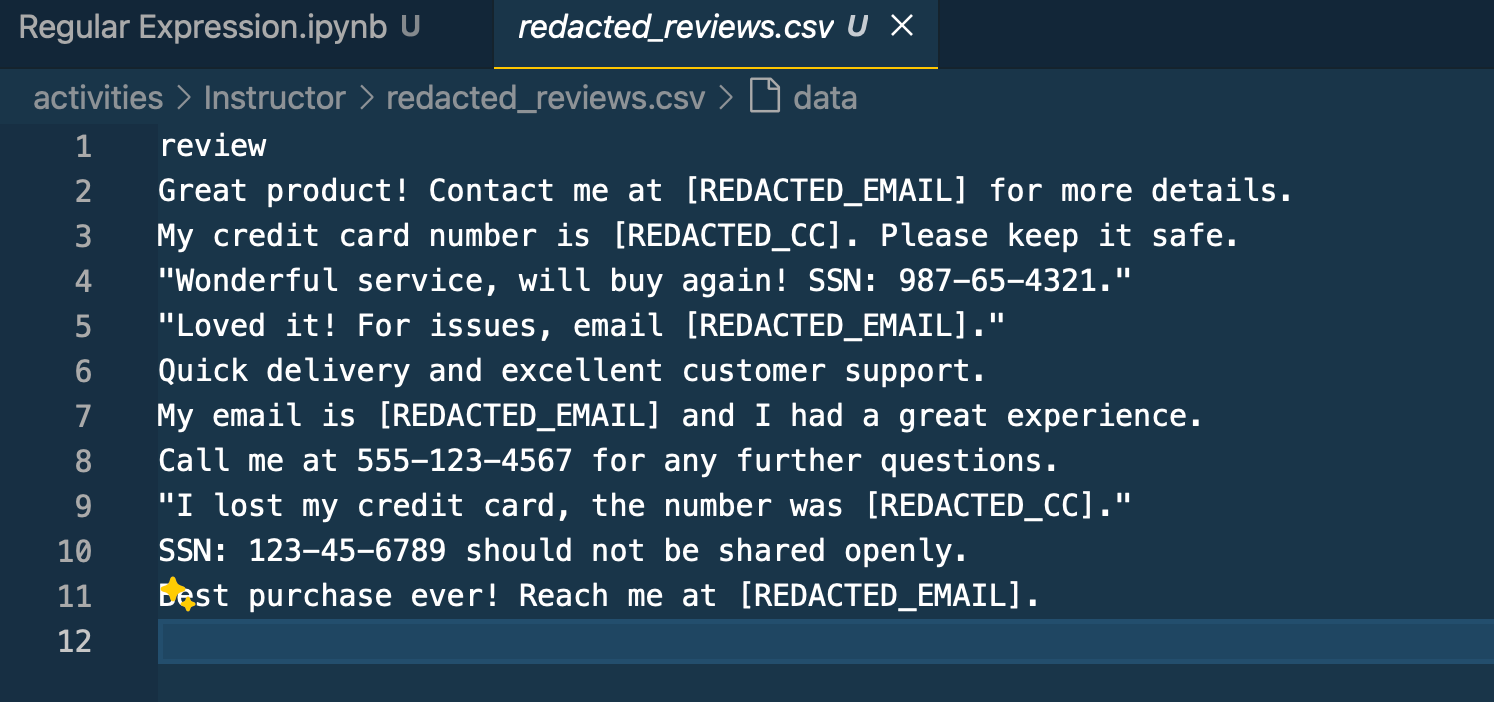 Regular Expression.ipynb U redacted_reviews.csv U
activities > Instructor > redacted_reviews.csv > data
1 review
2 Great product! Contact me at [REDACTED_EMAIL] for more details.
3 My credit card number is [REDACTED_CC]. Please keep it safe.
4 "Wonderful service, will buy again! SSN: 987-65-4321."
5 "Loved it! For issues, email [REDACTED_EMAIL]."
6 Quick delivery and excellent customer support.
7 My email is [REDACTED_EMAIL] and I had a great experience.
8 Call me at 555-123-4567 for any further questions.
9 "I lost my credit card, the number was [REDACTED_CC]."
10 SSN: 123-45-6789 should not be shared openly.
11 Best purchase ever! Reach me at [REDACTED_EMAIL].
12